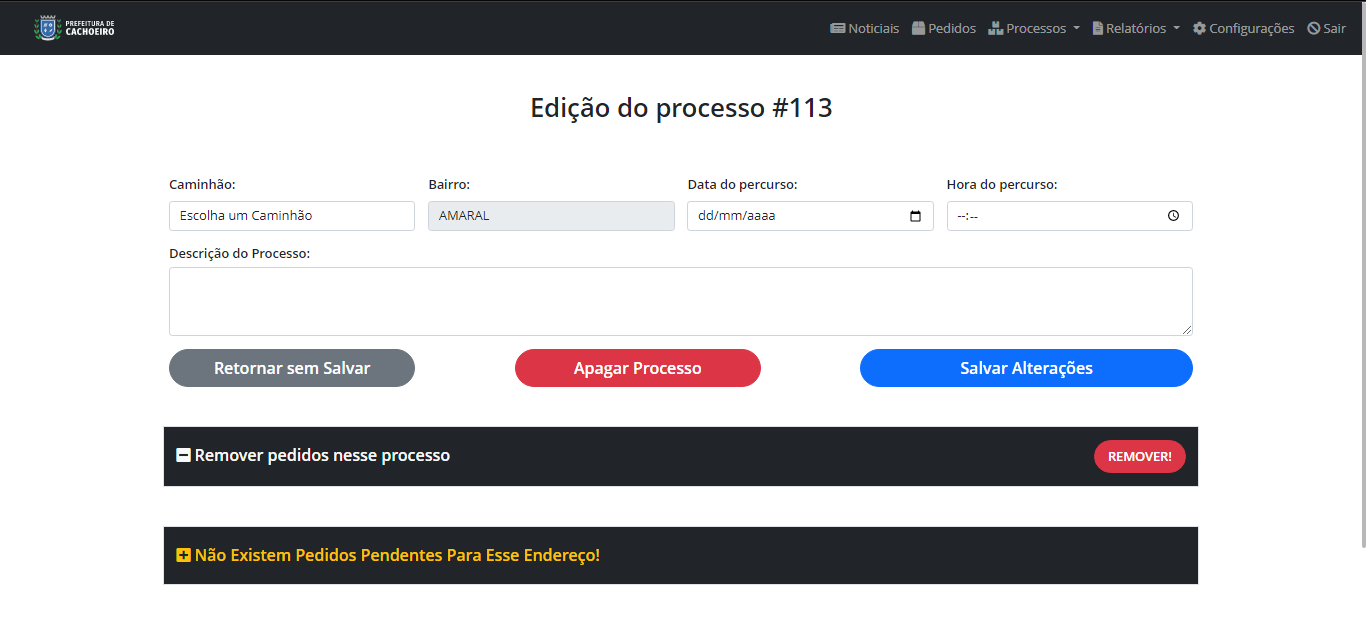 PREFEITURA DE
CACHOEIRO
Noticiais Pedidos Processos Relatórios Configurações Sair
Edição do processo #113
Caminhão: Bairro: Data do percurso: Hora do percurso:
Escolha um Caminhão AMARAL dd/mm/aaaa --:--
Descrição do Processo:
Retornar sem Salvar Apagar Processo Salvar Alterações
Remover pedidos nesse processo REMOVER!
Não Existem Pedidos Pendentes Para Esse Endereço!